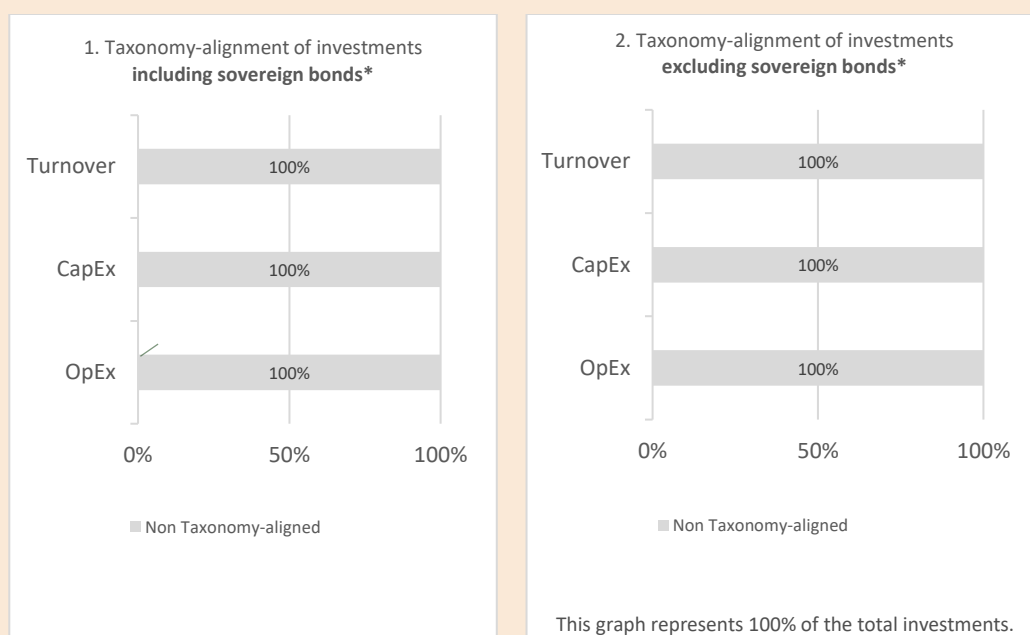 1. Taxonomy-alignment of investments
including sovereign bonds*
Turnover
100%
CapEx
100%
OpEx
100%
0%
50%
100%
Non Taxonomy-aligned
2. Taxonomy-alignment of investments
excluding sovereign bonds*
Turnover
100%
CapEx
100%
OpEx
100%
0%
50%
100%
Non Taxonomy-aligned
This graph represents 100% of the total investments.